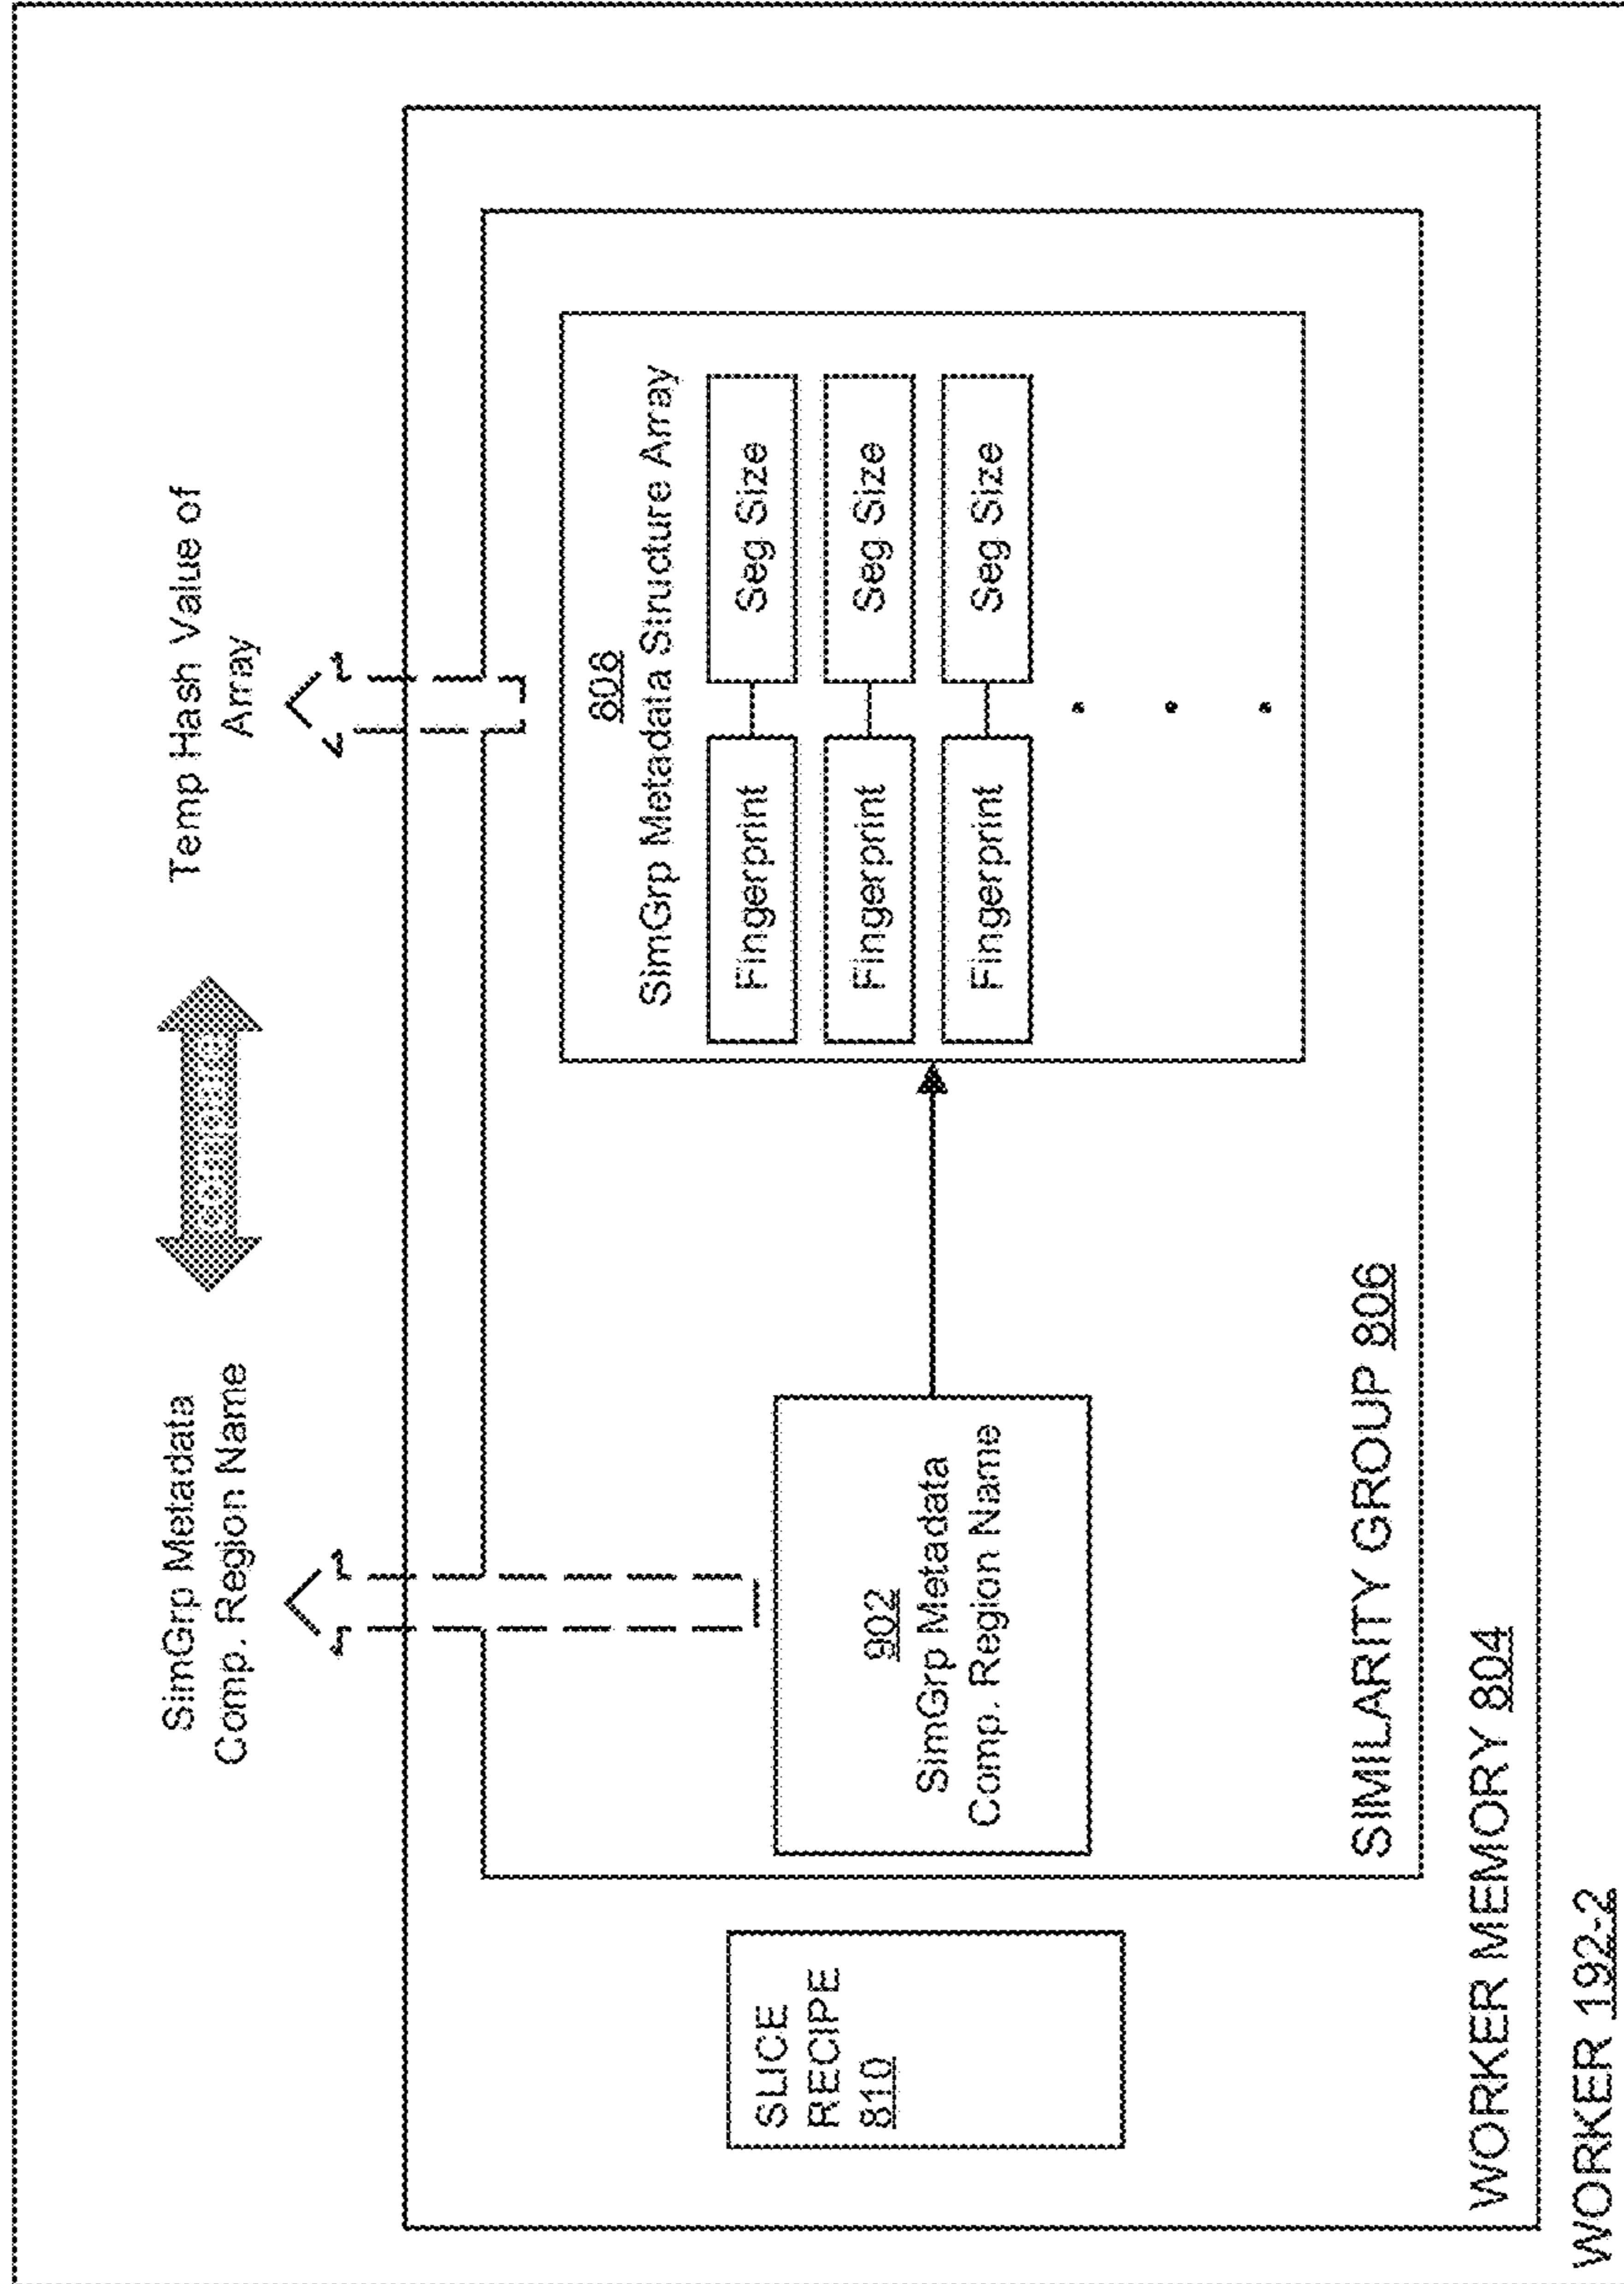 SimGrp Metadata
Comp. Region Name
Temp Hash Value of
Array
SLICE
RECIPE
810
902
SimGrp Metadata
Comp. Region Name
808
SimGrp Metadata Structure Array
Fingerprint
Seg Size
Fingerprint
Seg Size
Fingerprint
Seg Size
SIMILARITY GROUP 806
WORKER MEMORY 804
WORKER 192-2